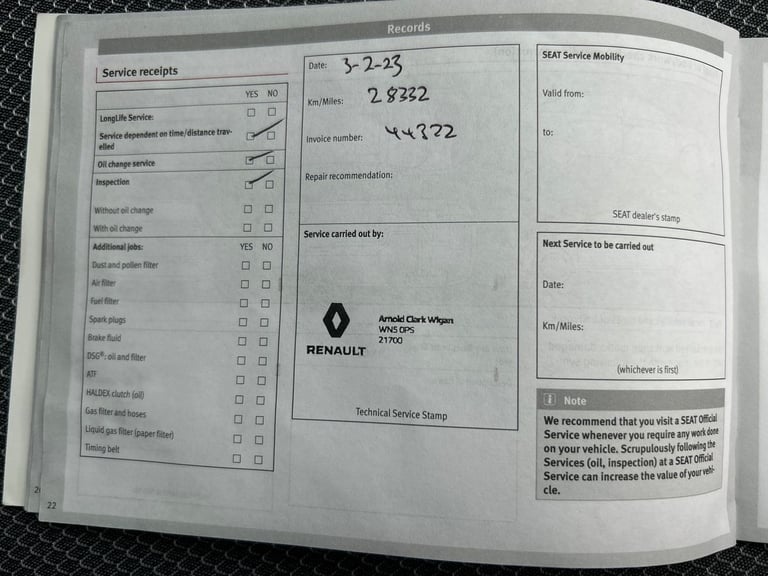 Records
Service receipts
YES NO
LongLife Service:
Service dependent on time/distance trav-
elled
Oil change service
Inspection
Without oil change
With oil change
Additional jobs: YES NO
Dust and pollen filter
Air filter
Fuel filter
Spark plugs
Brake fluid
DSG®: oil and filter
ATF
HALDEX clutch (oil)
Gas filter and hoses
Liquid gas filter (paper filter)
Timing belt
Date: 3-2-23
Km/Miles: 28332
Invoice number: 44322
Repair recommendation:
Service carried out by:
RENAULT
Arnold Clark Wigan
WN5 0PS
21700
Technical Service Stamp
SEAT Service Mobility
Valid from:
to:
SEAT dealer's stamp
Next Service to be carried out
Date:
Km/Miles:
(whichever is first)
i Note
We recommend that you visit a SEAT Official
Service whenever you require any work done
on your vehicle. Scrupulously following the
Services (oil, inspection) at a SEAT Official
Service can increase the value of your vehi-
cle.
22